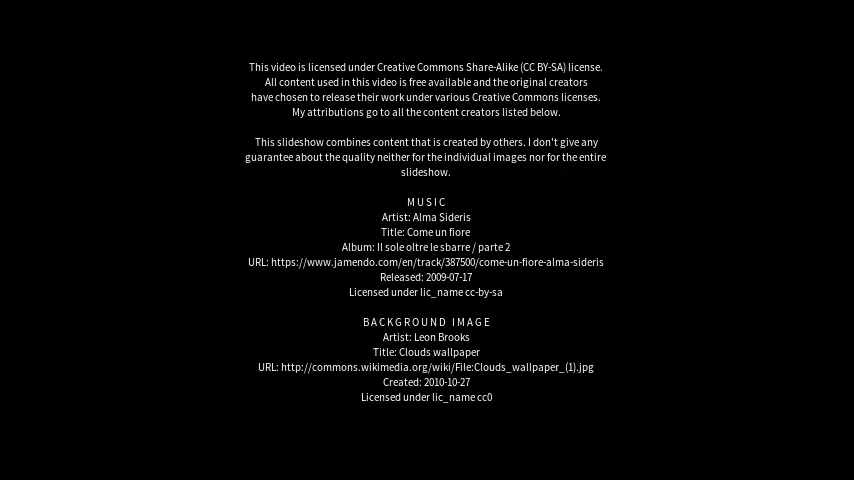 This video is licensed under Creative Commons Share-Alike (CC BY-SA) license.
All content used in this video is free available and the original creators
have chosen to release their work under various Creative Commons licenses.
My attributions go to all the content creators listed below.
This slideshow combines content that is created by others. I don't give any
guarantee about the quality neither for the individual images nor for the entire
slideshow.
MUSIC
Artist: Alma Sideris
Title: Come un fiore
Album: Il sole oltre le sbarre / parte 2
URL: https://www.jamendo.com/en/track/387500/come-un-fiore-alma-sideris
Released: 2009-07-17
Licensed under lic_name cc-by-sa
BACKGROUND IMAGE
Artist: Leon Brooks
Title: Clouds wallpaper
URL: http://commons.wikimedia.org/wiki/File:Clouds_wallpaper_(1).jpg
Created: 2010-10-27
Licensed under lic_name cc0